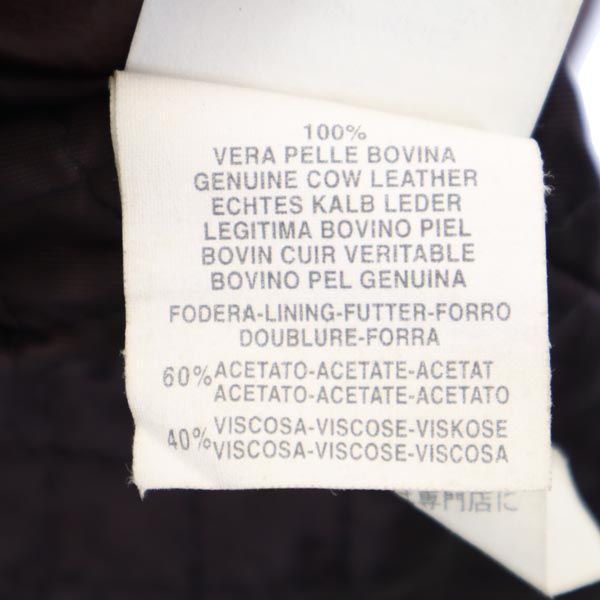 100%
VERA PELLE BOVINA
GENUINE COW LEATHER
ECHTES KALB LEDER
LEGITIMA BOVINO PIEL
BOVIN CUIR VERITABLE
BOVINO PEL GENUINA
FODERA-LINING-FUTTER-FORRO
DOUBLURE-FORRA
60% ACETATO-ACETATE-ACETAT
ACETATO-ACETATE-ACETATO
40% VISCOSA-VISCOSE-VISKOSE
VISCOSA-VISCOSE-VISCOSA
専門店に